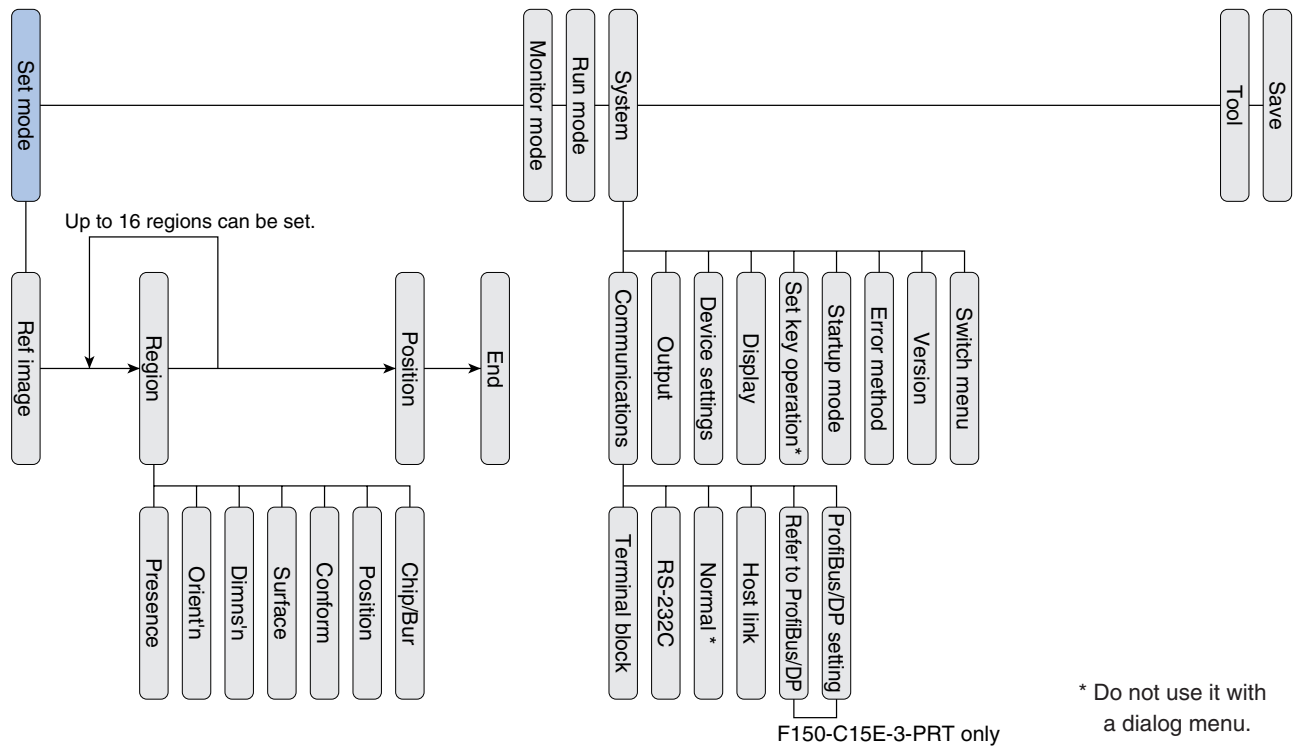 Set mode
Monitor mode
Run mode
System
Tool
Save
Up to 16 regions can be set.
Ref image
Region
Position
End
Communications
Output
Device settings
Display
Set key operation*
Startup mode
Error method
Version
Switch menu
Presence
Orient'n
Dimns'n
Surface
Conform
Position
Chip/Bur
Terminal block
RS-232C
Normal *
Host link
Refer to ProfiBus/DP
ProfiBus/DP setting
F150-C15E-3-PRT only
* Do not use it with
a dialog menu.